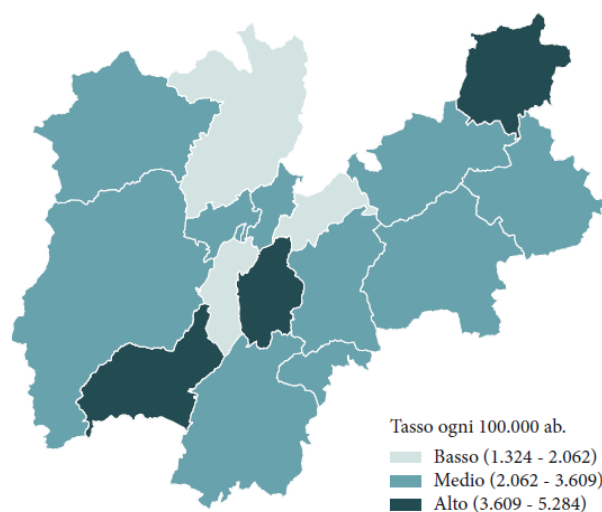 Tasso ogni 100.000 ab.
Basso (1.324 - 2.062)
Medio (2.062 - 3.609)
Alto (3.609 - 5.284)